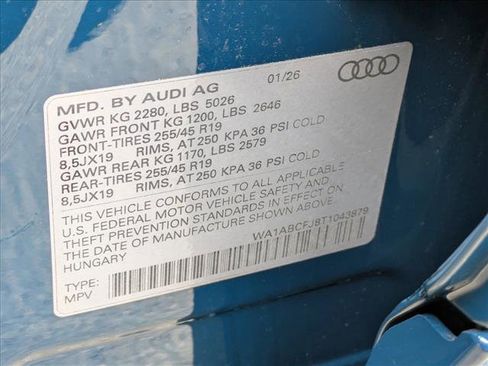 MFD. BY AUDI AG 01/26
GVWR KG 2280, LBS 5026
GAWR FRONT KG 1200, LBS 2646
FRONT-TIRES 255/45 R19
8,5JX19 RIMS, AT 250 KPA 36 PSI COLD
GAWR REAR KG 1170, LBS 2579
REAR-TIRES 255/45 R19
8,5JX19 RIMS, AT 250 KPA 36 PSI COLD
THIS VEHICLE CONFORMS TO ALL APPLICABLE
U.S. FEDERAL MOTOR VEHICLE SAFETY AND
THEFT PREVENTION STANDARDS IN EFFECT ON
THE DATE OF MANUFACTURE SHOWN ABOVE
HUNGARY
WA1ABCFJ8T1043879
TYPE:
MPV